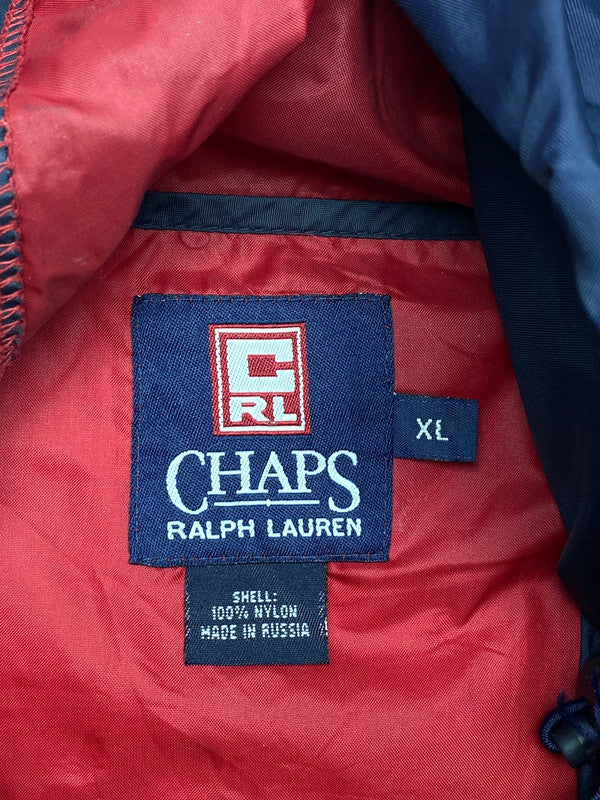 C
RL
CHAPS
RALPH LAUREN
XL
SHELL:
100% NYLON
MADE IN RUSSIA